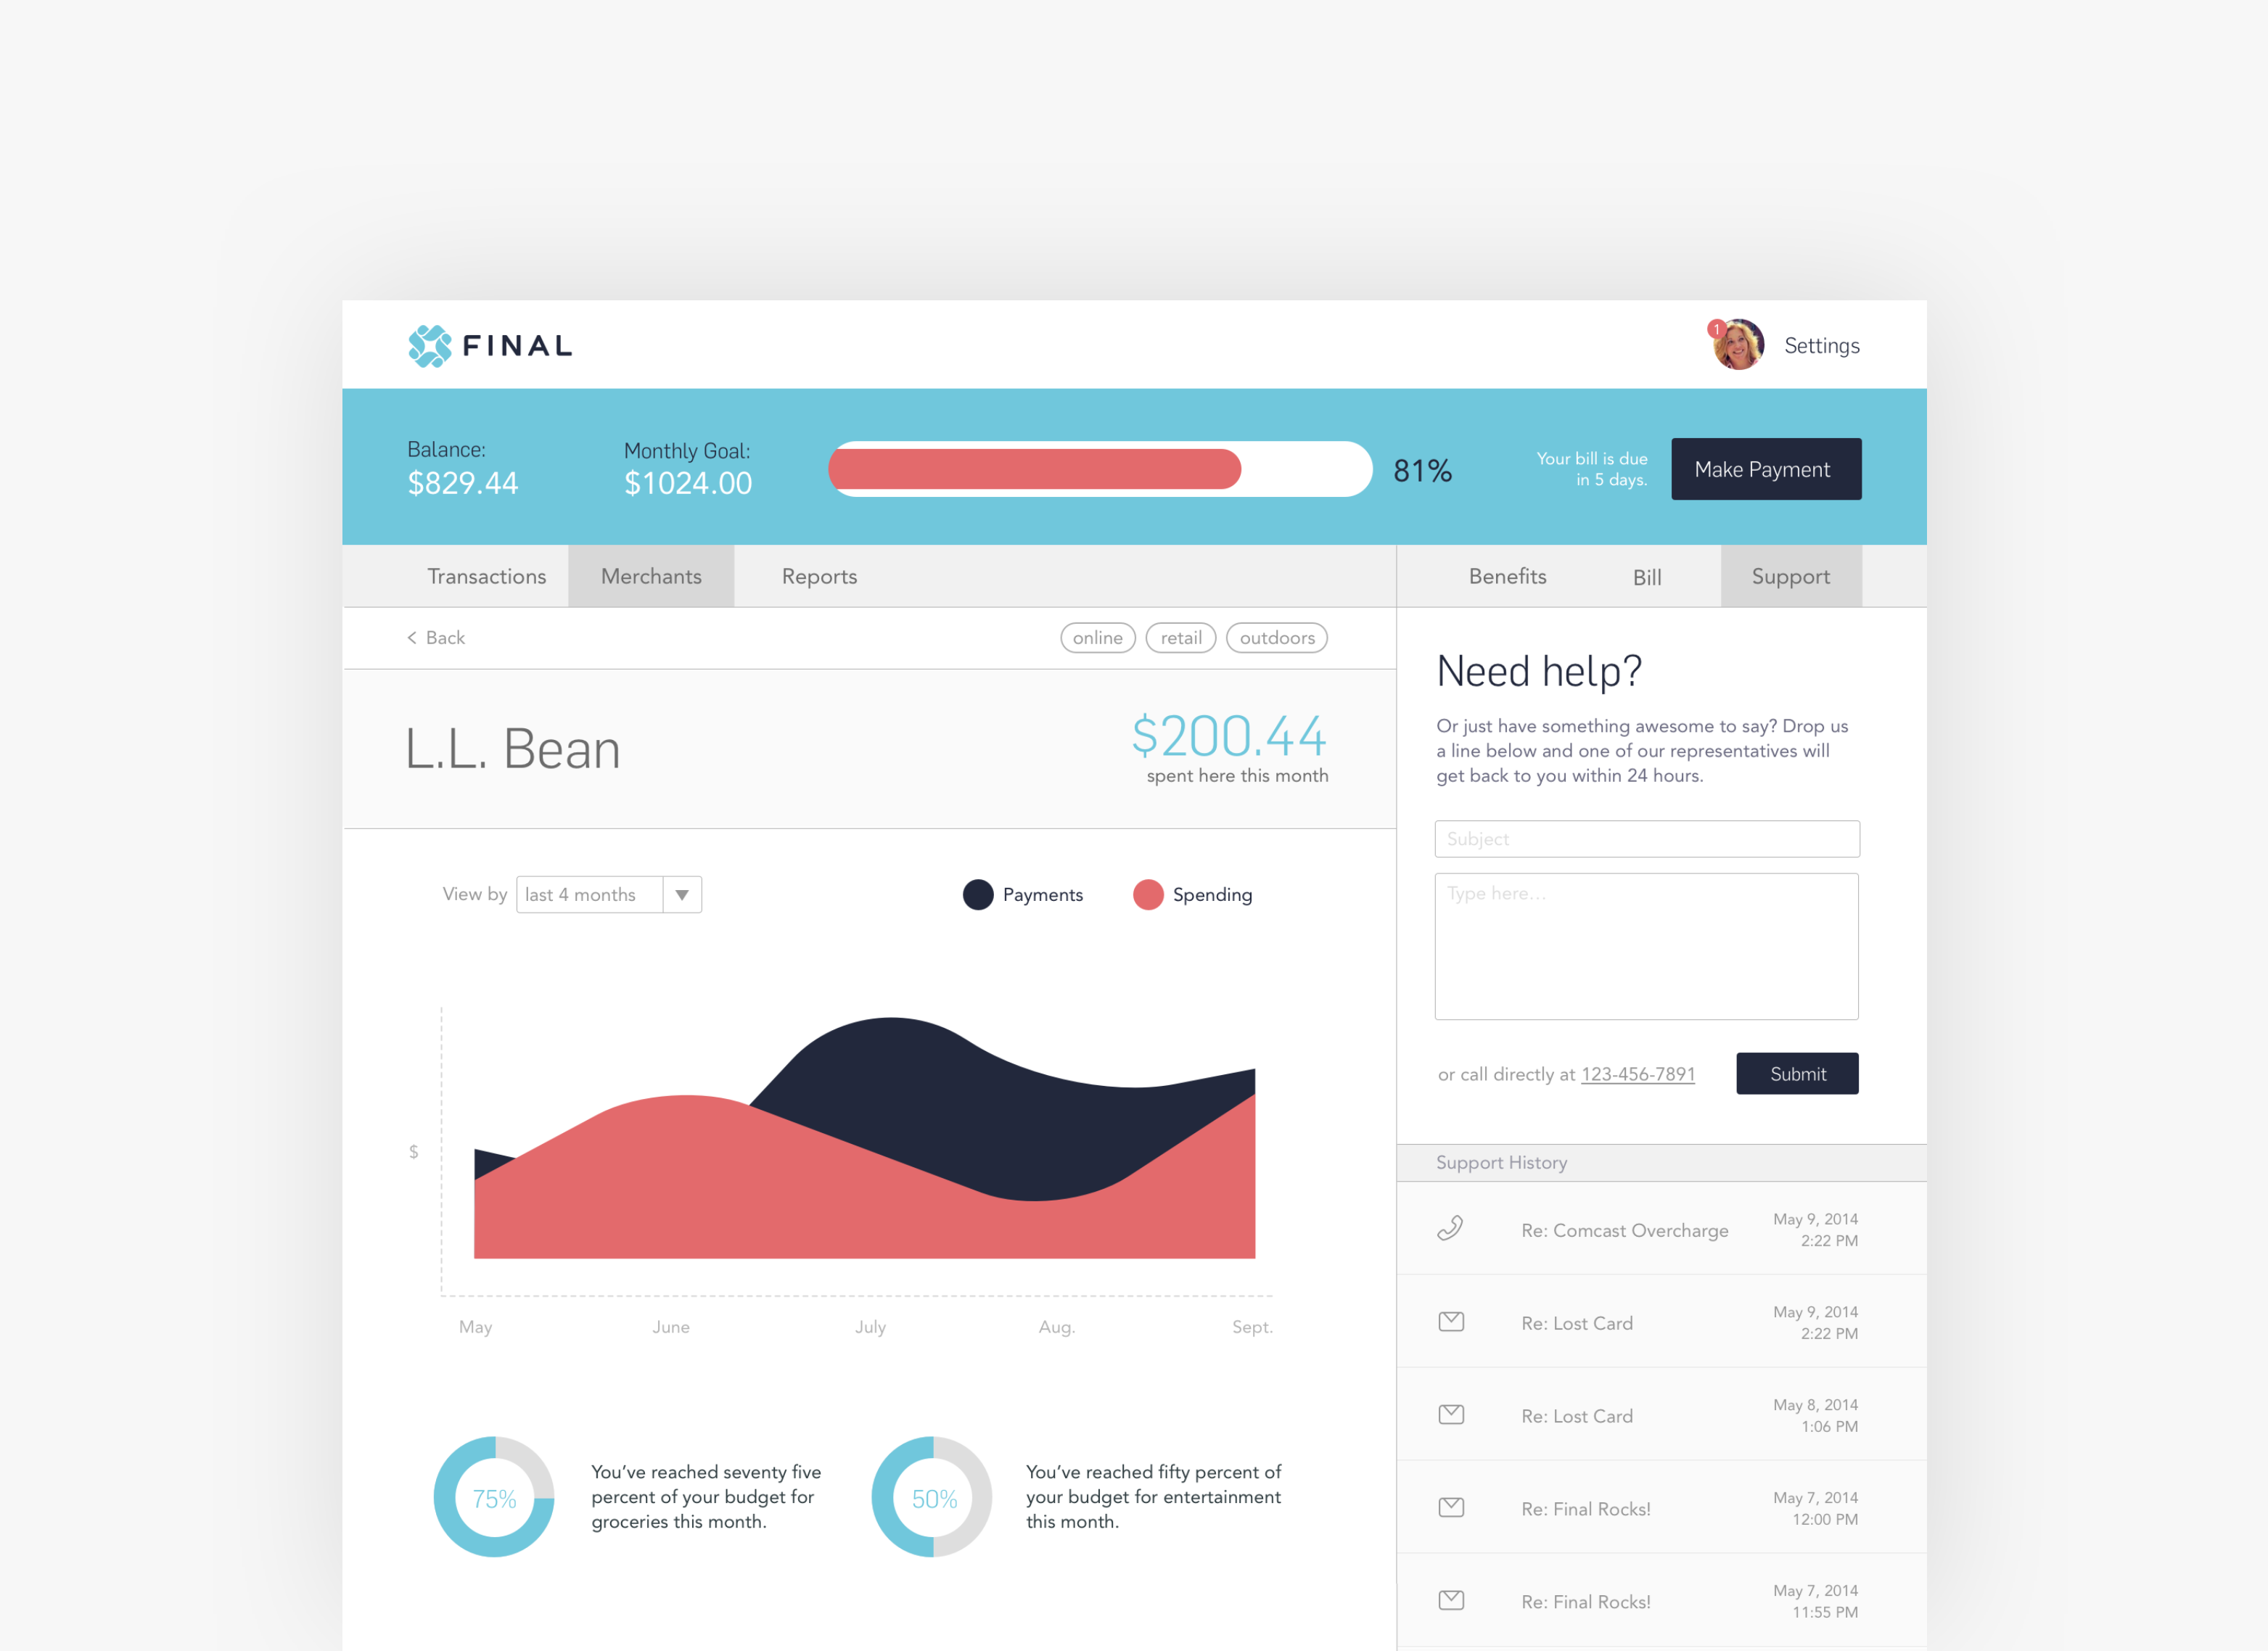 FINAL
1
Settings
Balance:
$829.44
Monthly Goal:
$1024.00
81%
Your bill is due
in 5 days.
Make Payment
Transactions
Merchants
Reports
Benefits
Bill
Support
< Back
online
retail
outdoors
L.L. Bean
$200.44
spent here this month
View by
last 4 months
Payments
Spending
$
May
June
July
Aug.
Sept.
75%
You've reached seventy five
percent of your budget for
groceries this month.
50%
You've reached fifty percent of
your budget for entertainment
this month.
Need help?
Or just have something awesome to say? Drop us
a line below and one of our representatives will
get back to you within 24 hours.
Subject
Type here...
or call directly at 123-456-7891
Submit
Support History
Re: Comcast Overcharge
May 9, 2014
2:22 PM
Re: Lost Card
May 9, 2014
2:22 PM
Re: Lost Card
May 8, 2014
1:06 PM
Re: Final Rocks!
May 7, 2014
12:00 PM
Re: Final Rocks!
May 7, 2014
11:55 PM